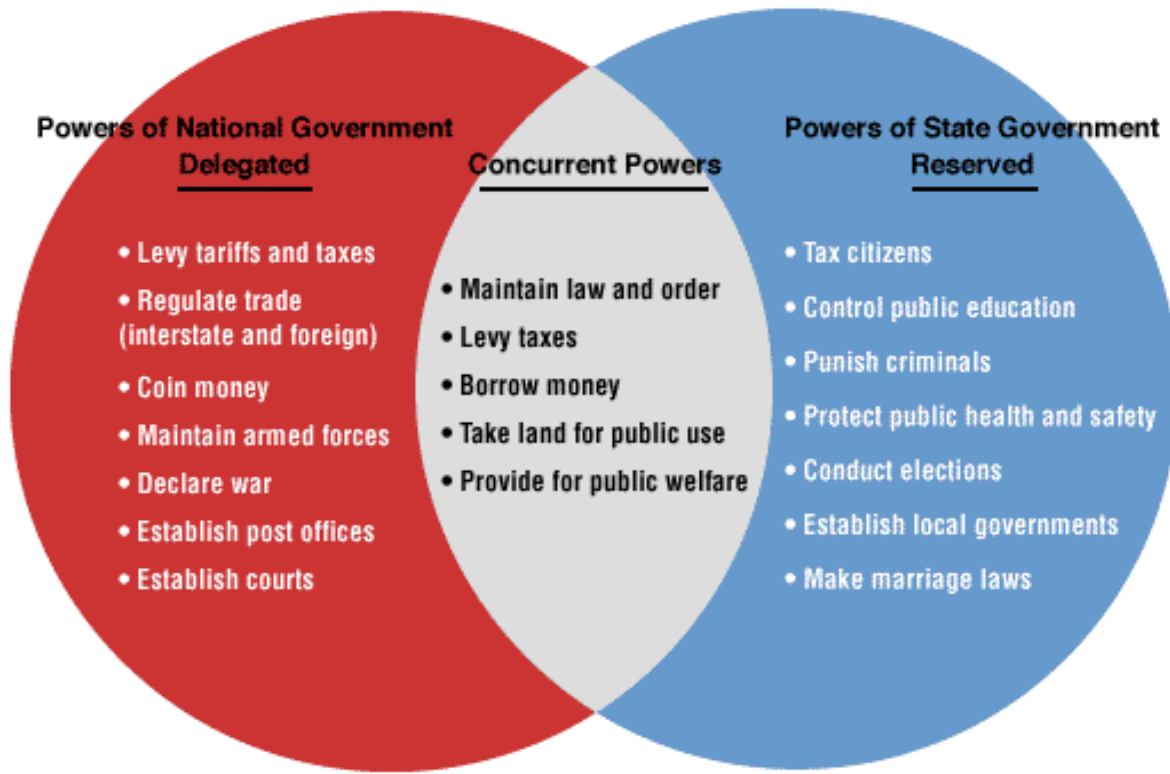 Powers of National Government
Delegated
• Levy tariffs and taxes
• Regulate trade
(interstate and foreign)
• Coin money
• Maintain armed forces
• Declare war
• Establish post offices
• Establish courts
Concurrent Powers
• Maintain law and order
• Levy taxes
• Borrow money
• Take land for public use
• Provide for public welfare
Powers of State Government
Reserved
• Tax citizens
• Control public education
• Punish criminals
• Protect public health and safety
• Conduct elections
• Establish local governments
• Make marriage laws